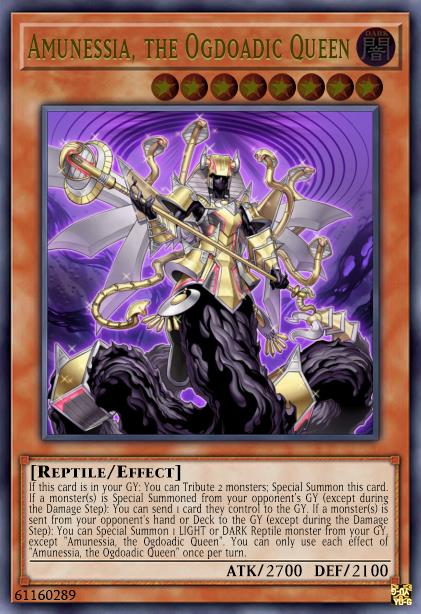 Amunessia, the Ogdoadic Queen
DARK
闇
[Reptile/Effect]
If this card is in your GY: You can Tribute 2 monsters; Special Summon this card.
If a monster(s) is Special Summoned from your opponent's GY (except during
the Damage Step): You can send 1 card they control to the GY. If a monster(s) is
sent from your opponent's hand or Deck to the GY (except during the Damage
Step): You can Special Summon 1 LIGHT or DARK Reptile monster from your GY,
except "Amunessia, the Ogdoadic Queen". You can only use each effect of
"Amunessia, the Ogdoadic Queen" once per turn.
ATK/2700 DEF/2100
61160289